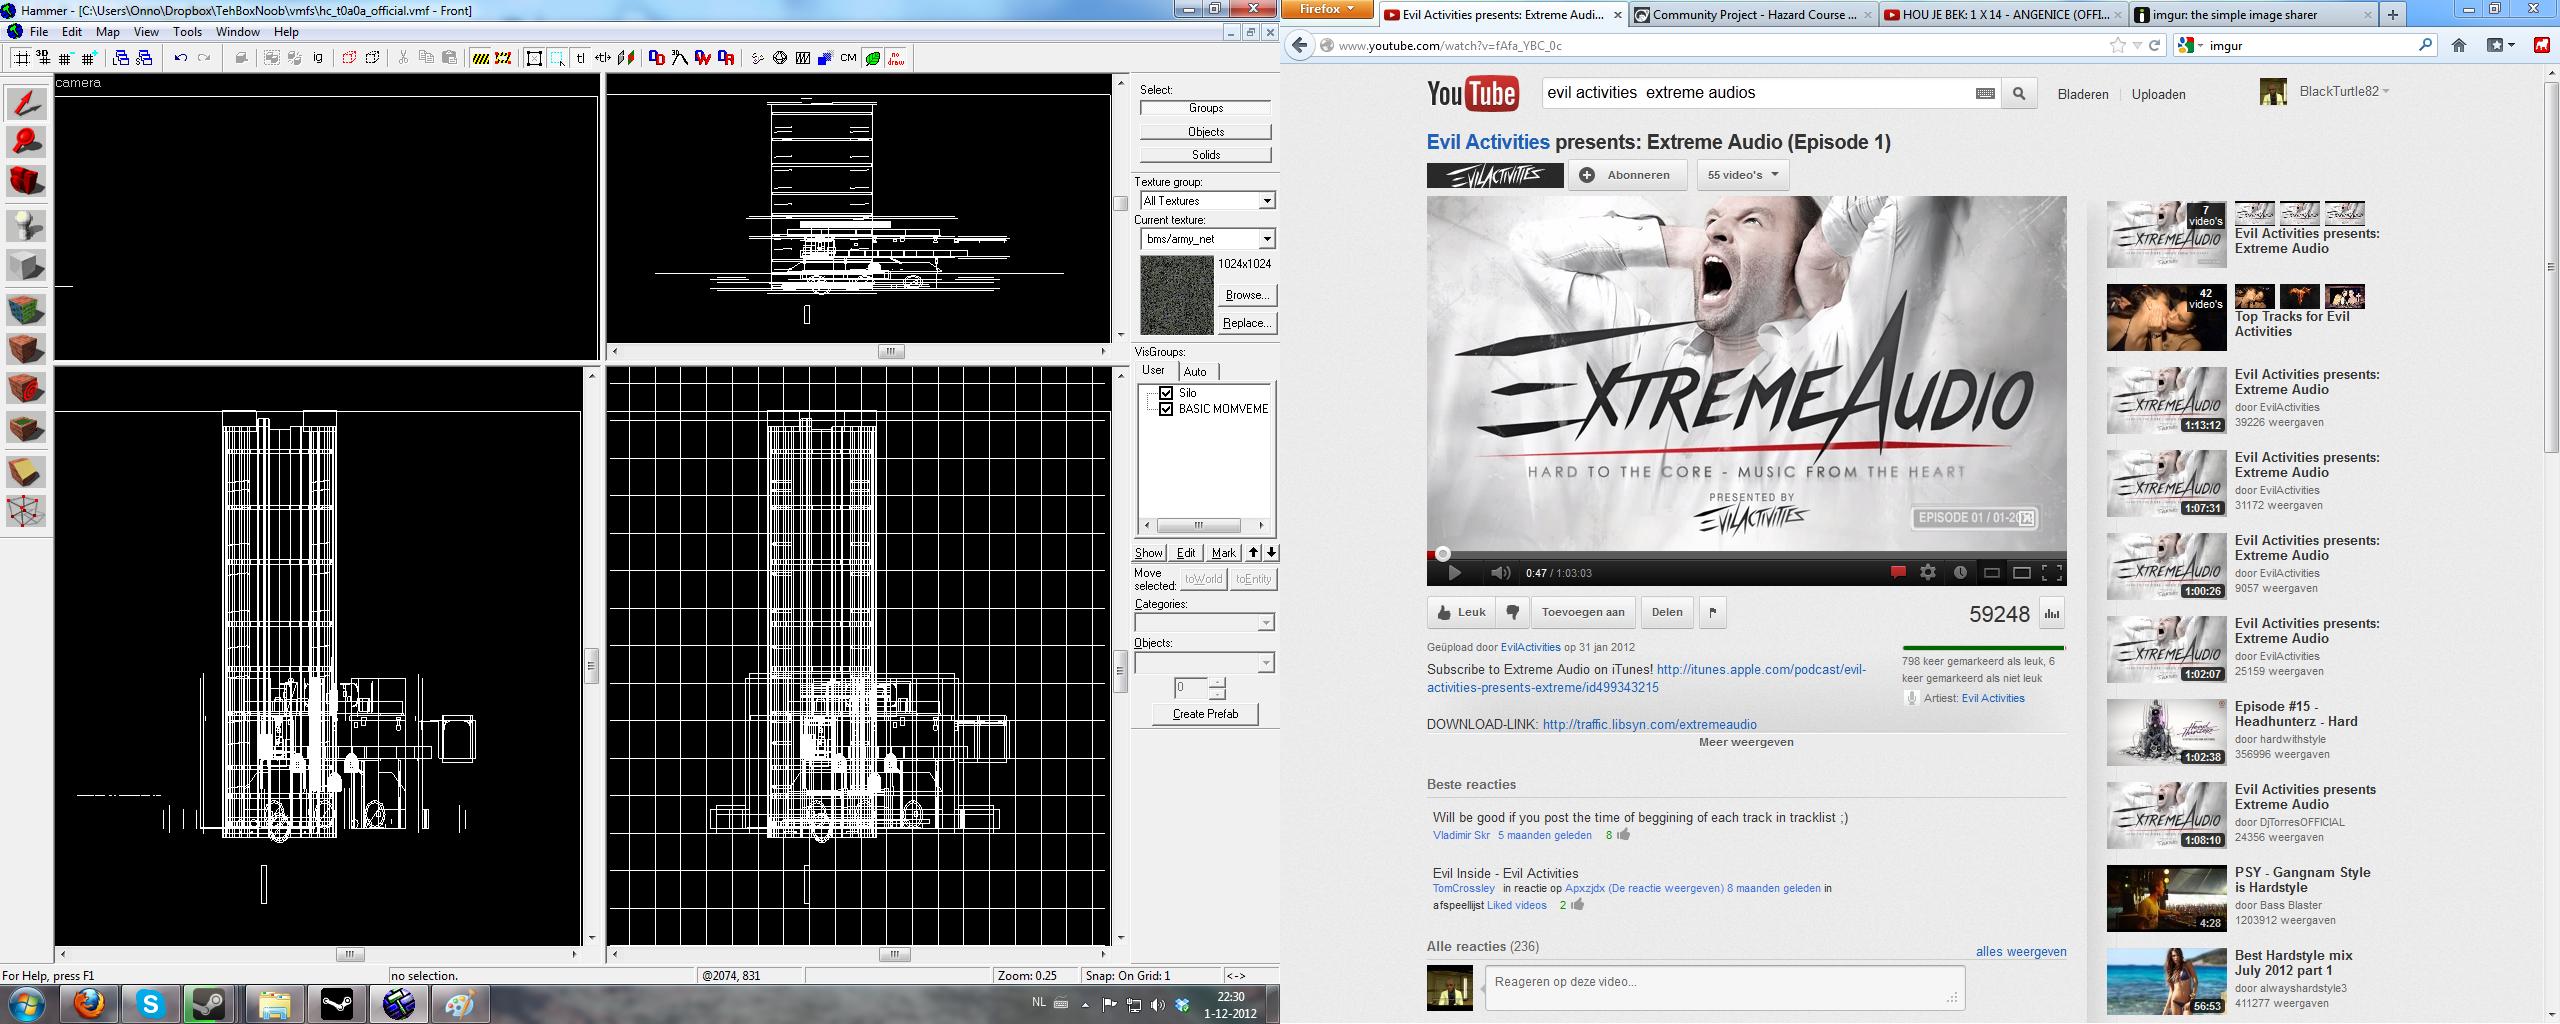 Hammer - [C:\Users\Onno\Dropbox\TehBoxNoob\vmfs\hc_t0a0a_official.vmf - Front]
File Edit Map View Tools Window Help
3D
ig
tl
CM
no draw
camera
Select:
Groups
Objects
Solids
Texture group:
All Textures
Current texture:
bms/army_net
1024x1024
Browse...
Replace...
VisGroups:
User Auto
Silo
BASIC MOMVEME
Show Edit Mark
Move selected: toWorld toEntity
Categories:
Objects:
0
Create Prefab
For Help, press F1
no selection.
@2074, 831
Zoom: 0.25
Snap: On Grid: 1
<->
NL
22:30
1-12-2012
Firefox
Evil Activities presents: Extreme Audi...
Community Project - Hazard Course ...
HOU JE BEK: 1 X 14 - ANGENICE (OFFI...
imgur: the simple image sharer
www.youtube.com/watch?v=fAfa_YBC_0c
imgur
YouTube
evil activities  extreme audios
Bladeren
Uploaden
BlackTurtle82
Evil Activities presents: Extreme Audio (Episode 1)
EVILACTIVITIES
Abonneren
55 video's
EXTREMEAUDIO
HARD TO THE CORE - MUSIC FROM THE HEART
PRESENTED BY
EVILACTIVITIES
EPISODE 01 / 01-
0:47 / 1:03:03
Leuk
Toevoegen aan
Delen
59248
Geüpload door EvilActivities op 31 jan 2012
Subscribe to Extreme Audio on iTunes! http://itunes.apple.com/podcast/evil-
activities-presents-extreme/id499343215
DOWNLOAD-LINK: http://traffic.libsyn.com/extremeaudio
Meer weergeven
798 keer gemarkeerd als leuk, 6
keer gemarkeerd als niet leuk
Artiest: Evil Activities
Beste reacties
Will be good if you post the time of beggining of each track in tracklist ;)
Vladimir Skr 5 maanden geleden 8
Evil Inside - Evil Activities
TomCrossley in reactie op Apxzjdx (De reactie weergeven) 8 maanden geleden in
afspeellijst Liked videos 2
Alle reacties (236)
alles weergeven
Reageren op deze video...
7 video's
Evil Activities presents:
Extreme Audio
42 video's
Top Tracks for Evil
Activities
Evil Activities presents:
Extreme Audio
door EvilActivities
39226 weergaven
1:13:12
Evil Activities presents:
Extreme Audio
door EvilActivities
31172 weergaven
1:07:31
Evil Activities presents:
Extreme Audio
door EvilActivities
9057 weergaven
1:00:26
Evil Activities presents:
Extreme Audio
door EvilActivities
25159 weergaven
1:02:07
Episode #15 -
Headhunterz - Hard
door hardwithstyle
356996 weergaven
1:02:38
Evil Activities presents
Extreme Audio
door DjTorresOFFICIAL
24356 weergaven
1:08:10
PSY - Gangnam Style
is Hardstyle
door Bass Blaster
1203912 weergaven
4:28
Best Hardstyle mix
July 2012 part 1
door alwayshardstyle3
411277 weergaven
56:53